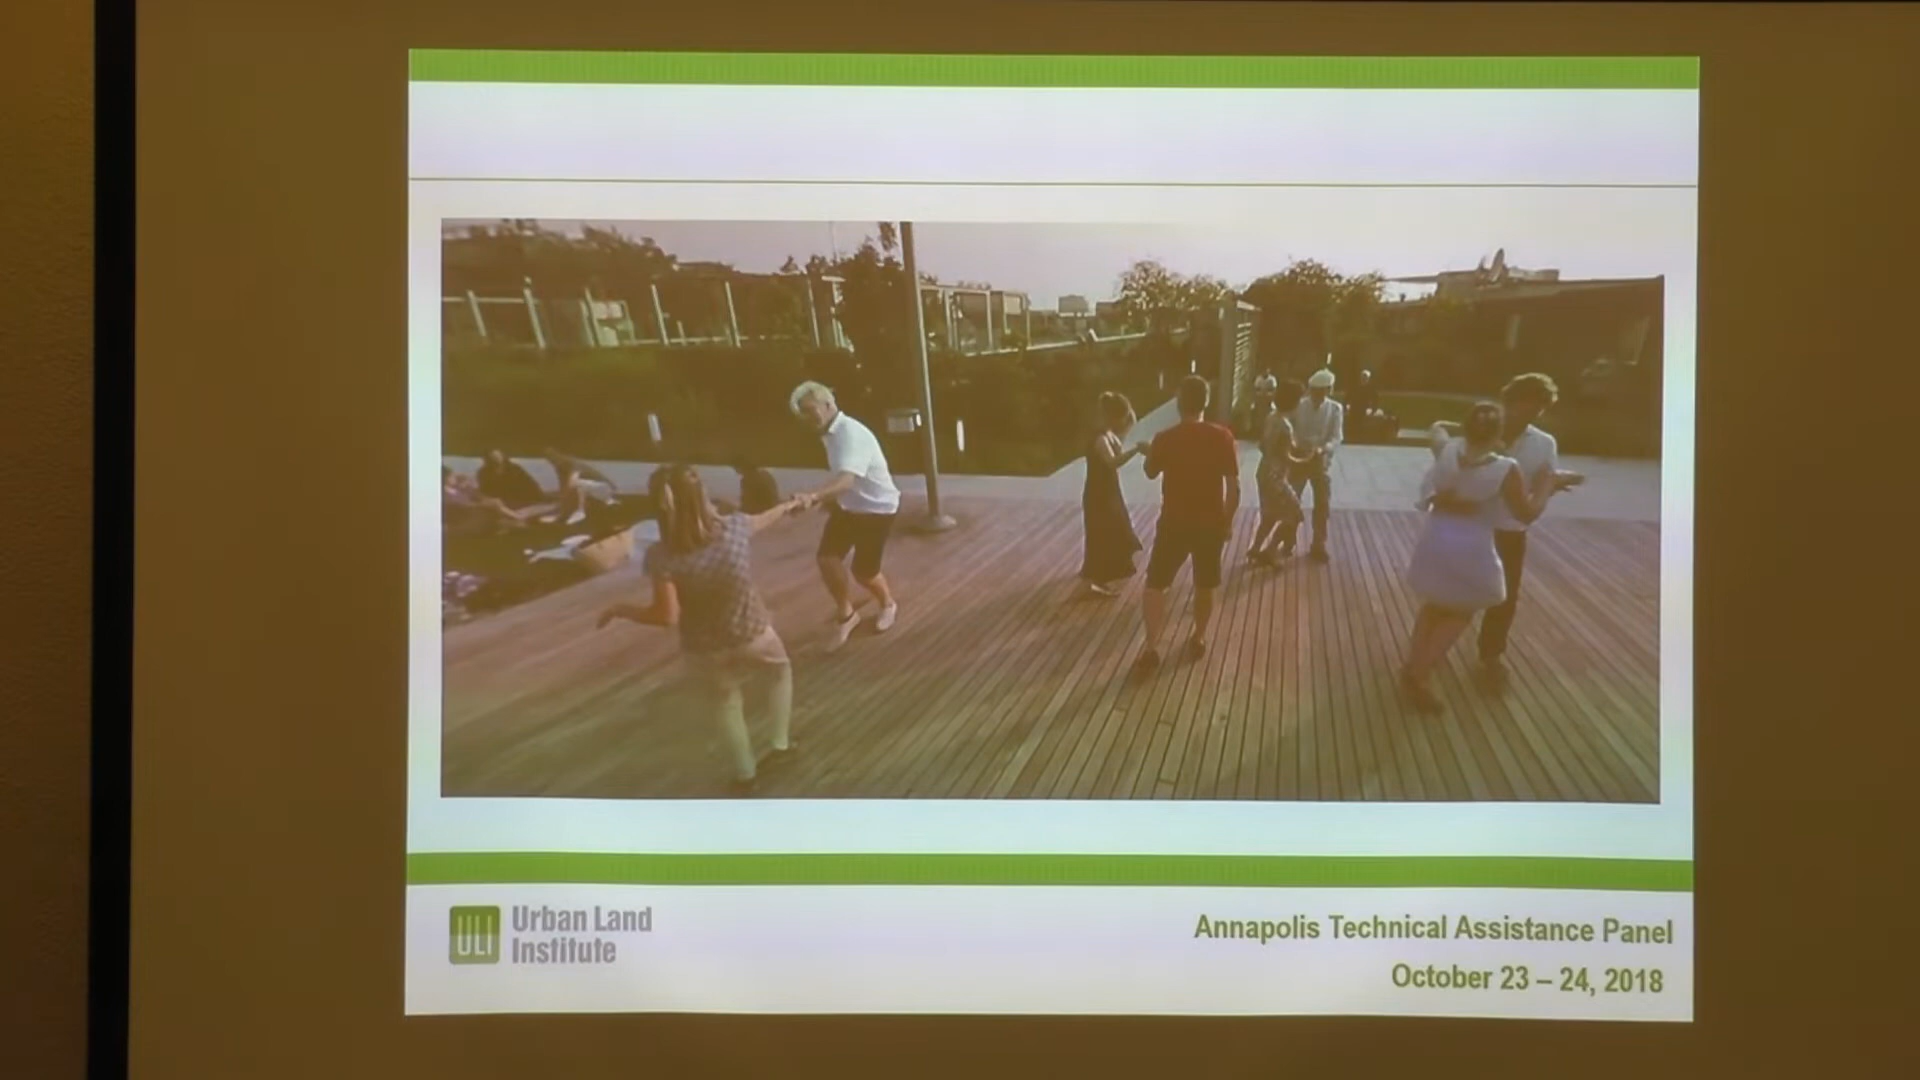 ULI
Urban Land
Institute
Annapolis Technical Assistance Panel
October 23 – 24, 2018